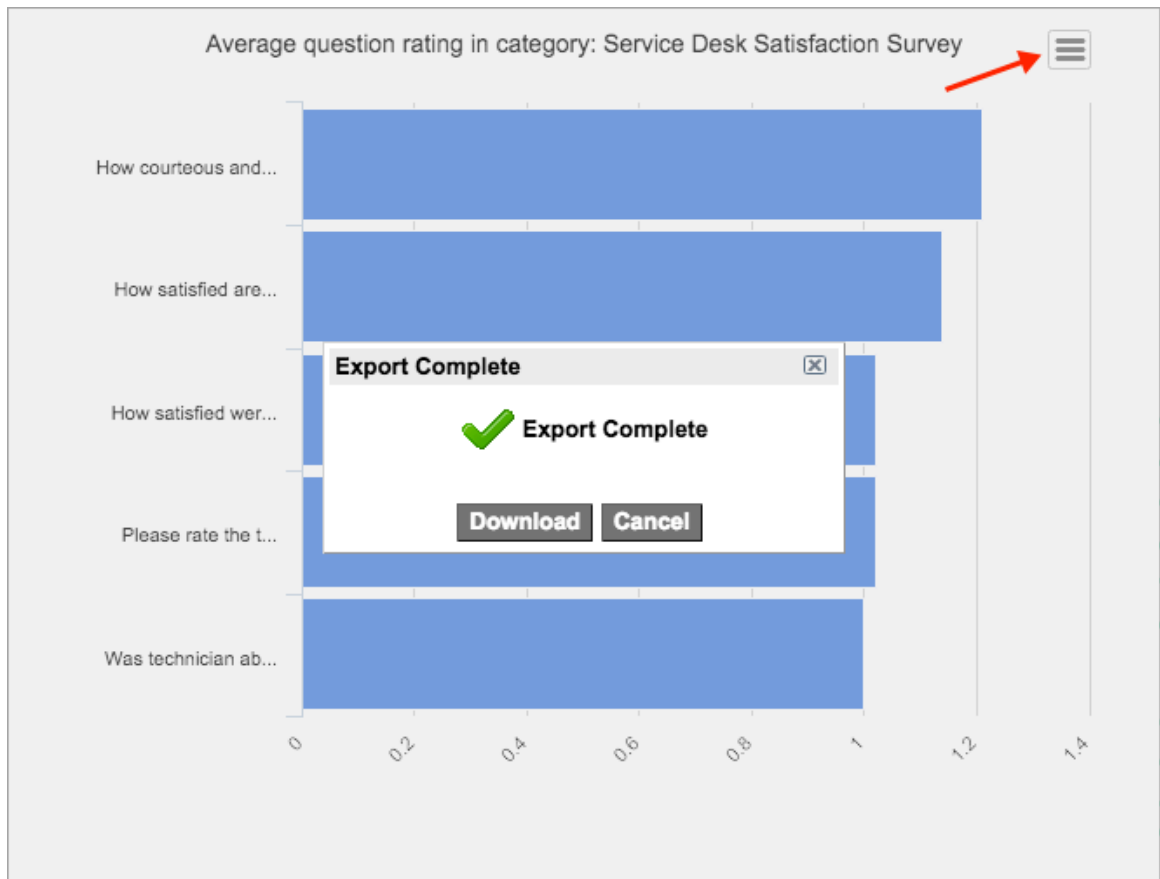 Average question rating in category: Service Desk Satisfaction Survey
How courteous and...
How satisfied are...
How satisfied wer...
Please rate the t...
Was technician ab...
Export Complete
Export Complete
Download Cancel
0 0.2 0.4 0.6 0.8 1 1.2 1.4